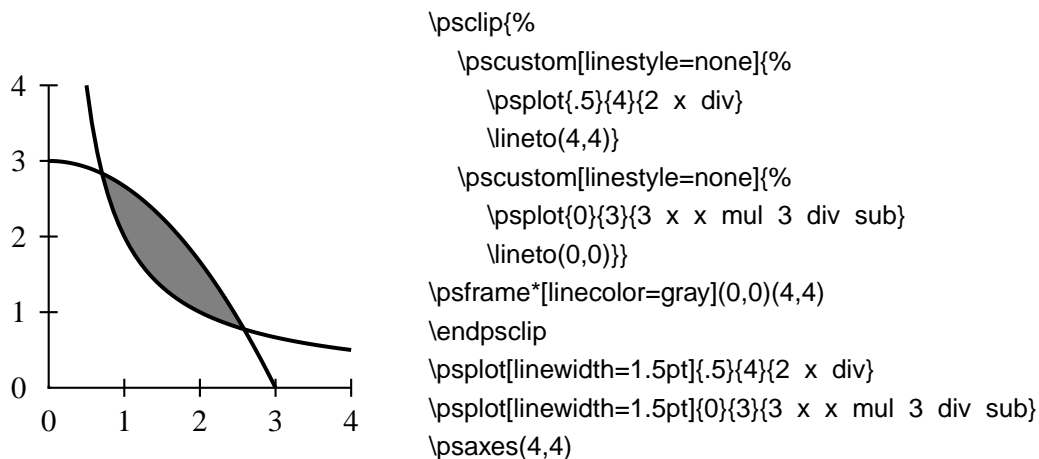 4
3
2
1
0
0 1 2 3 4
\psclip{%
\pscustom[linestyle=none]{%
\psplot{.5}{4}{2 x div}
\lineto(4,4)}
\pscustom[linestyle=none]{%
\psplot{0}{3}{3 x x mul 3 div sub}
\lineto(0,0)}}
\psframe*[linecolor=gray](0,0)(4,4)
\endpsclip
\psplot[linewidth=1.5pt]{.5}{4}{2 x div}
\psplot[linewidth=1.5pt]{0}{3}{3 x x mul 3 div sub}
\psaxes(4,4)